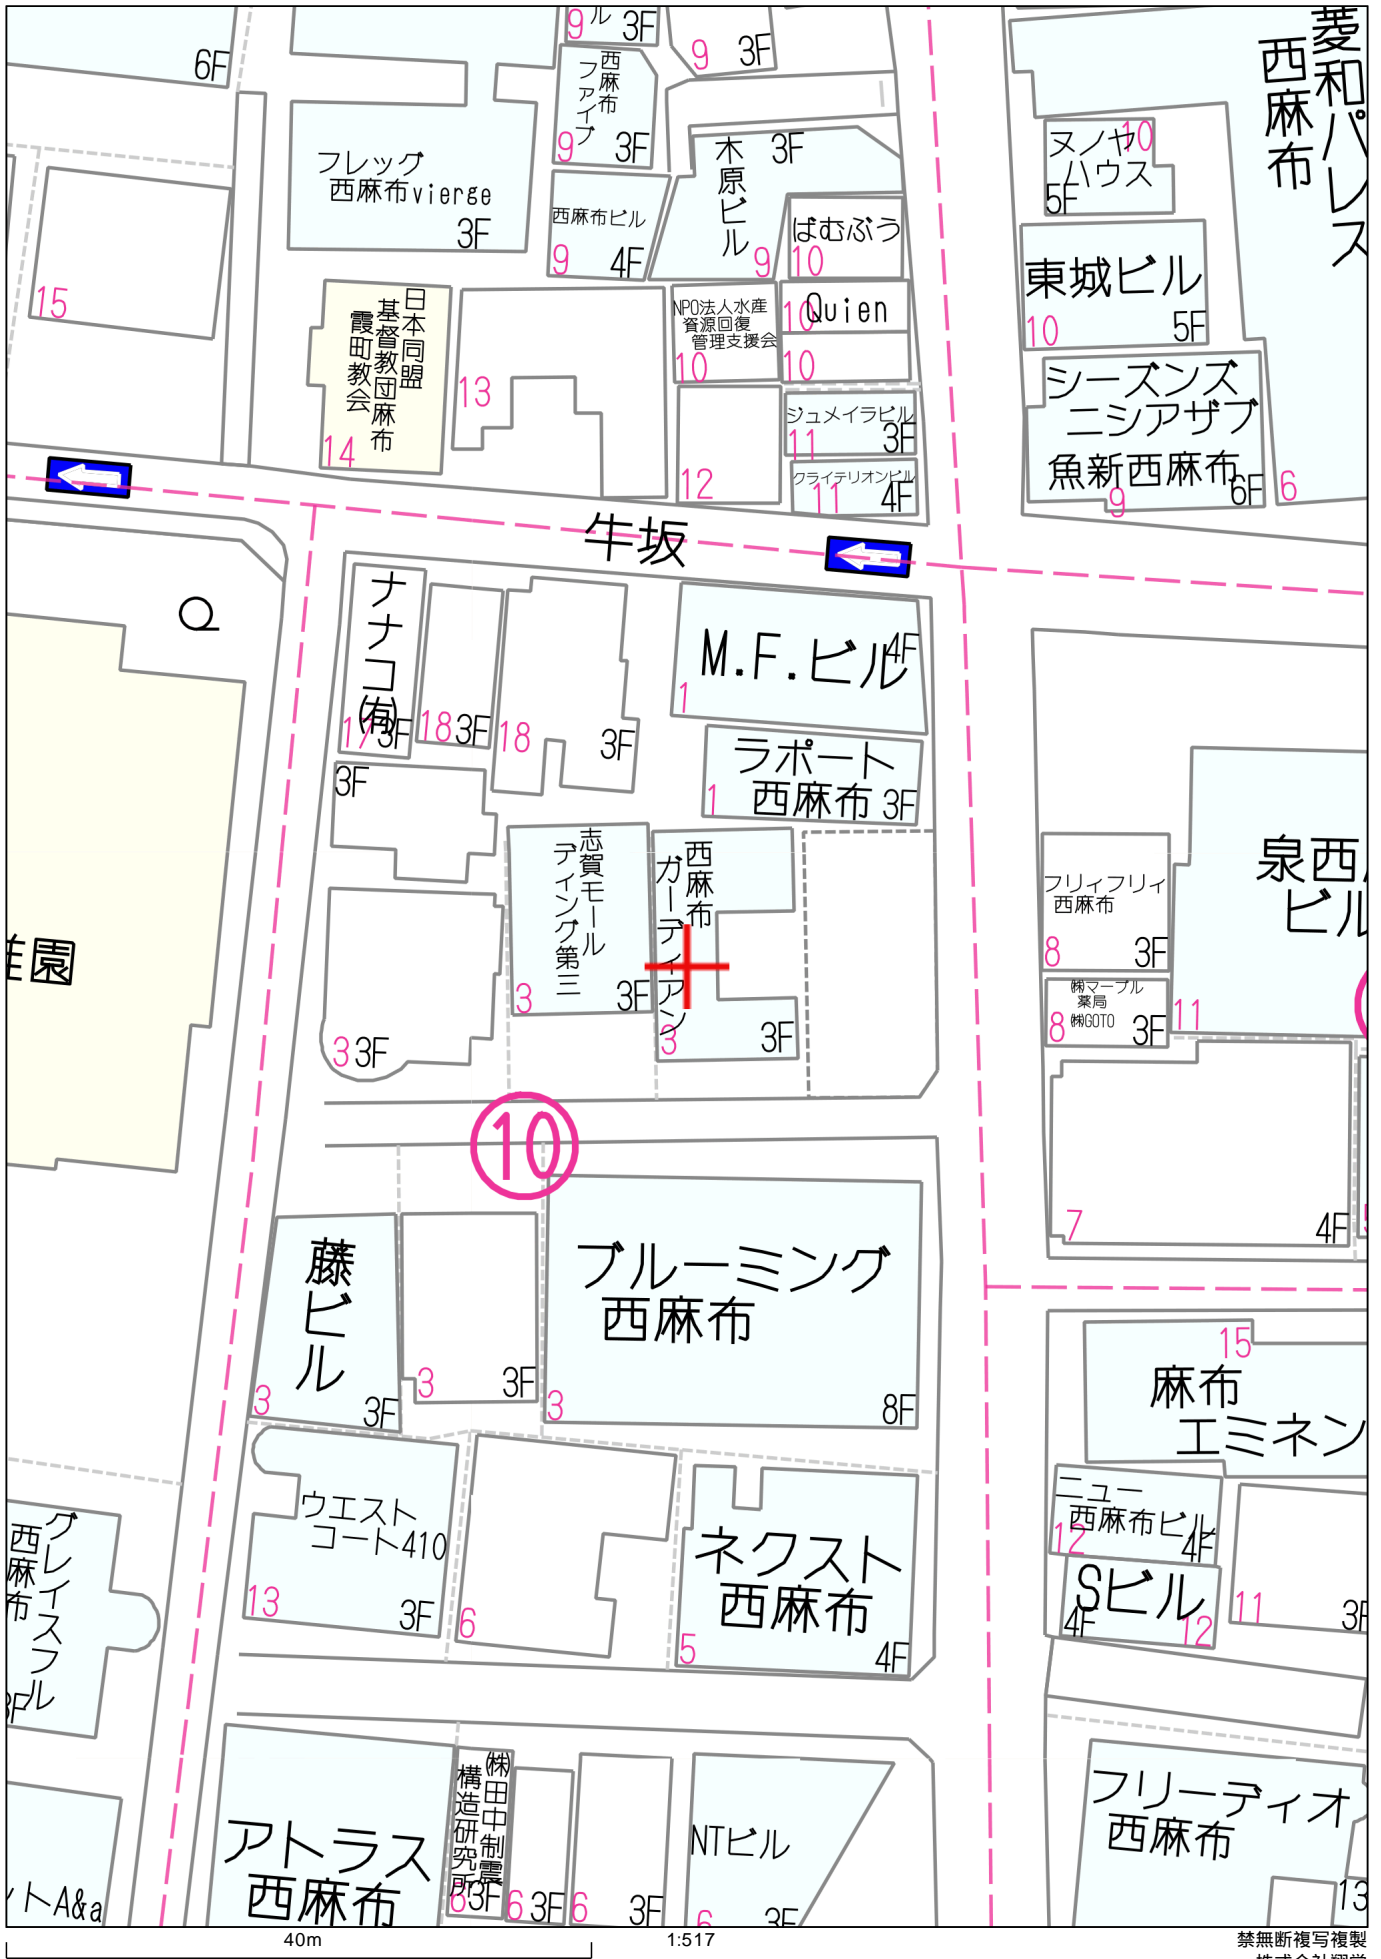 6F
ル 3F
9
3F
9
西麻布
ファイブ
3F
9
菱和パレス
西麻布
フレッグ
西麻布vierge
3F
木原ビル
3F
9
西麻布ビル
4F
9
ぱむぷう
10
ヌノヤ
ハウス
10
5F
東城ビル
10
5F
15
日本同盟
基督教団麻布
霞町教会
14
13
NPO法人水産
資源回復
管理支援会
10
Quien
10
10
ジュメイラビル
11
3F
クライテリオンビル
11
4F
12
シーズンズ
ニシアザブ
魚新西麻布
6F
9
6
牛坂
ナナコ㈲
17
3F
18
3F
18
3F
M.F.ビル
4F
1
ラポート
西麻布
3F
1
3F
志賀モール
ディング第三
3
3F
西麻布
ガーディアン
3
3F
3
3F
稚園
フリィフリィ
西麻布
8
3F
㈱マーブル
薬局
㈱GOTO
8
3F
泉西
ビル
11
⑩
7
4F
藤ビル
3
3F
3
3F
ブルーミング
西麻布
3
8F
15
麻布
エミネン
ウエスト
コート410
13
3F
6
ネクスト
西麻布
5
4F
ニュー
西麻布ビル
12
4F
Sビル
4F
12
11
3F
グレイスフル
西麻布
3F
アトラス
西麻布
㈱田中制震
構造研究所
6
3F
6
3F
6
3F
NTビル
6
3F
フリーディオ
西麻布
13
トA&a
40m
1:517
禁無断複写複製